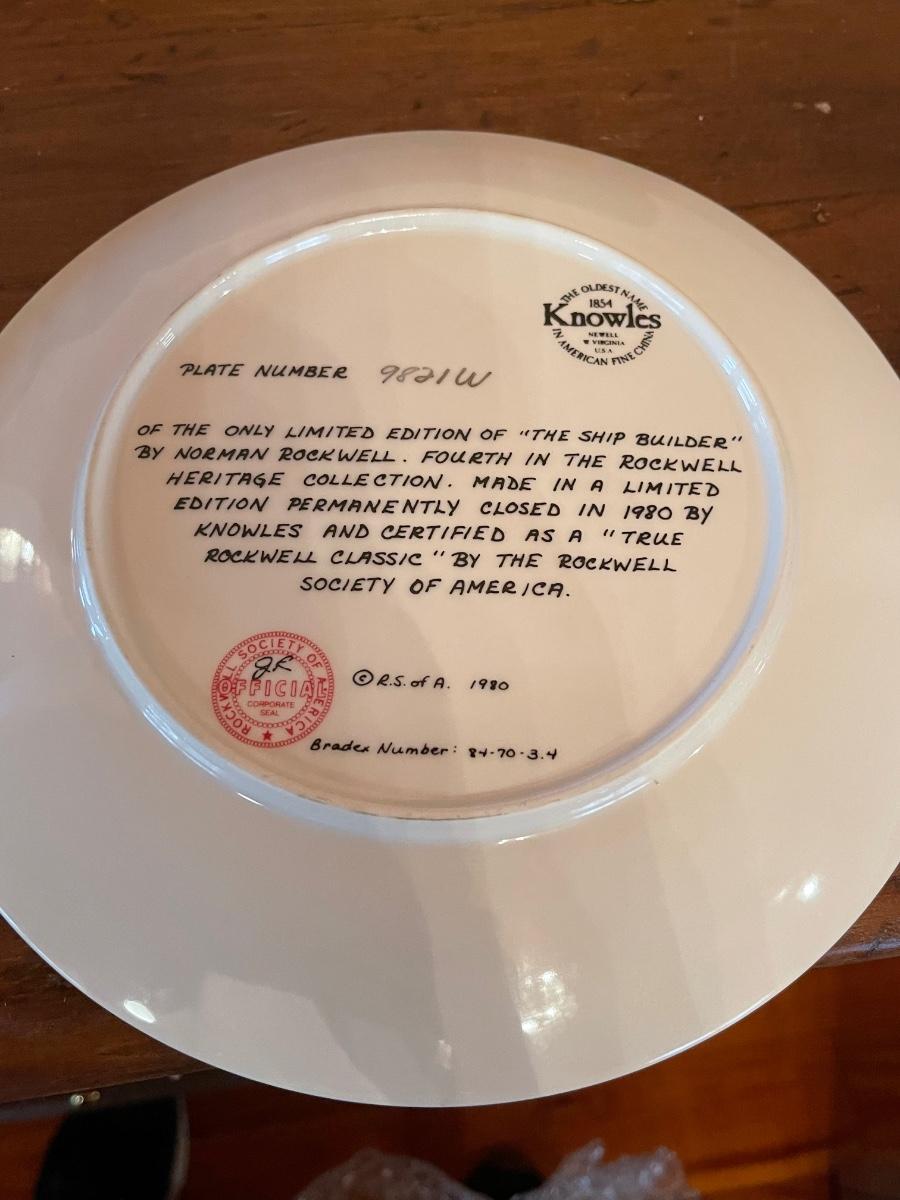 THE OLDEST NAME
1854
Knowles
NEWELL
W VIRGINIA
U.S.A
IN AMERICAN FINE CHINA
PLATE NUMBER 9821W
OF THE ONLY LIMITED EDITION OF "THE SHIP BUILDER"
BY NORMAN ROCKWELL. FOURTH IN THE ROCKWELL
HERITAGE COLLECTION. MADE IN A LIMITED
EDITION PERMANENTLY CLOSED IN 1980 BY
KNOWLES AND CERTIFIED AS A "TRUE
ROCKWELL CLASSIC" BY THE ROCKWELL
SOCIETY OF AMERICA.
ROCKWELL SOCIETY OF AMERICA
OFFICIAL
CORPORATE
SEAL
© R.S. of A. 1980
Bradex Number: 84-70-3.4